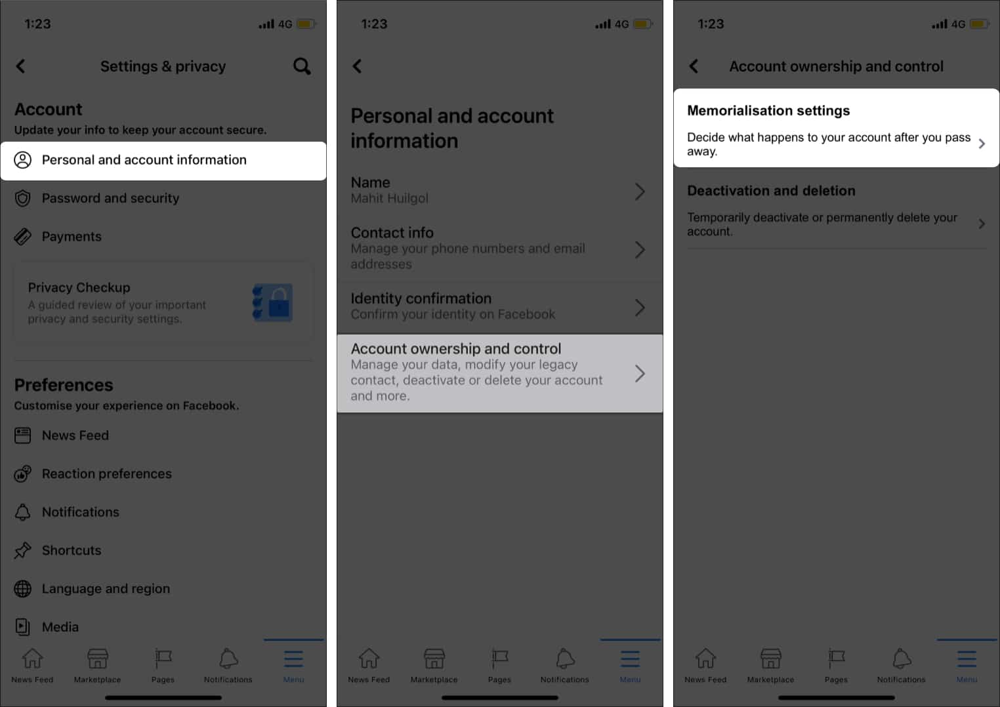 1:23
4G
Settings & privacy
Account
Update your info to keep your account secure.
Personal and account information
Password and security
Payments
Privacy Checkup
A guided review of your important
privacy and security settings.
Preferences
Customise your experience on Facebook.
News Feed
Reaction preferences
Notifications
Shortcuts
Language and region
Media
News Feed
Marketplace
Pages
Notifications
Menu
1:23
4G
Personal and account
information
Name
Mahit Huilgol
Contact info
Manage your phone numbers and email
addresses
Identity confirmation
Confirm your identity on Facebook
Account ownership and control
Manage your data, modify your legacy
contact, deactivate or delete your account
and more.
News Feed
Marketplace
Pages
Notifications
Menu
1:23
4G
Account ownership and control
Memorialisation settings
Decide what happens to your account after you pass
away.
Deactivation and deletion
Temporarily deactivate or permanently delete your
account.
News Feed
Marketplace
Pages
Notifications
Menu